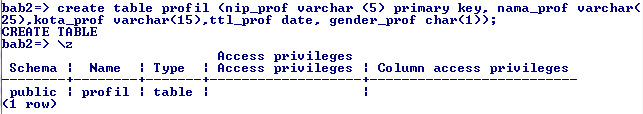 bab2=> create table profil (nip_prof varchar (5) primary key, nama_prof varchar(
25),kota_prof varchar(15),ttl_prof date, gender_prof char(1));
CREATE TABLE
bab2=> \z
Access privileges
Schema | Name | Type | Access privileges | Column access privileges
--------+--------+-------+-------------------+--------------------------
public | profil | table | |
(1 row)